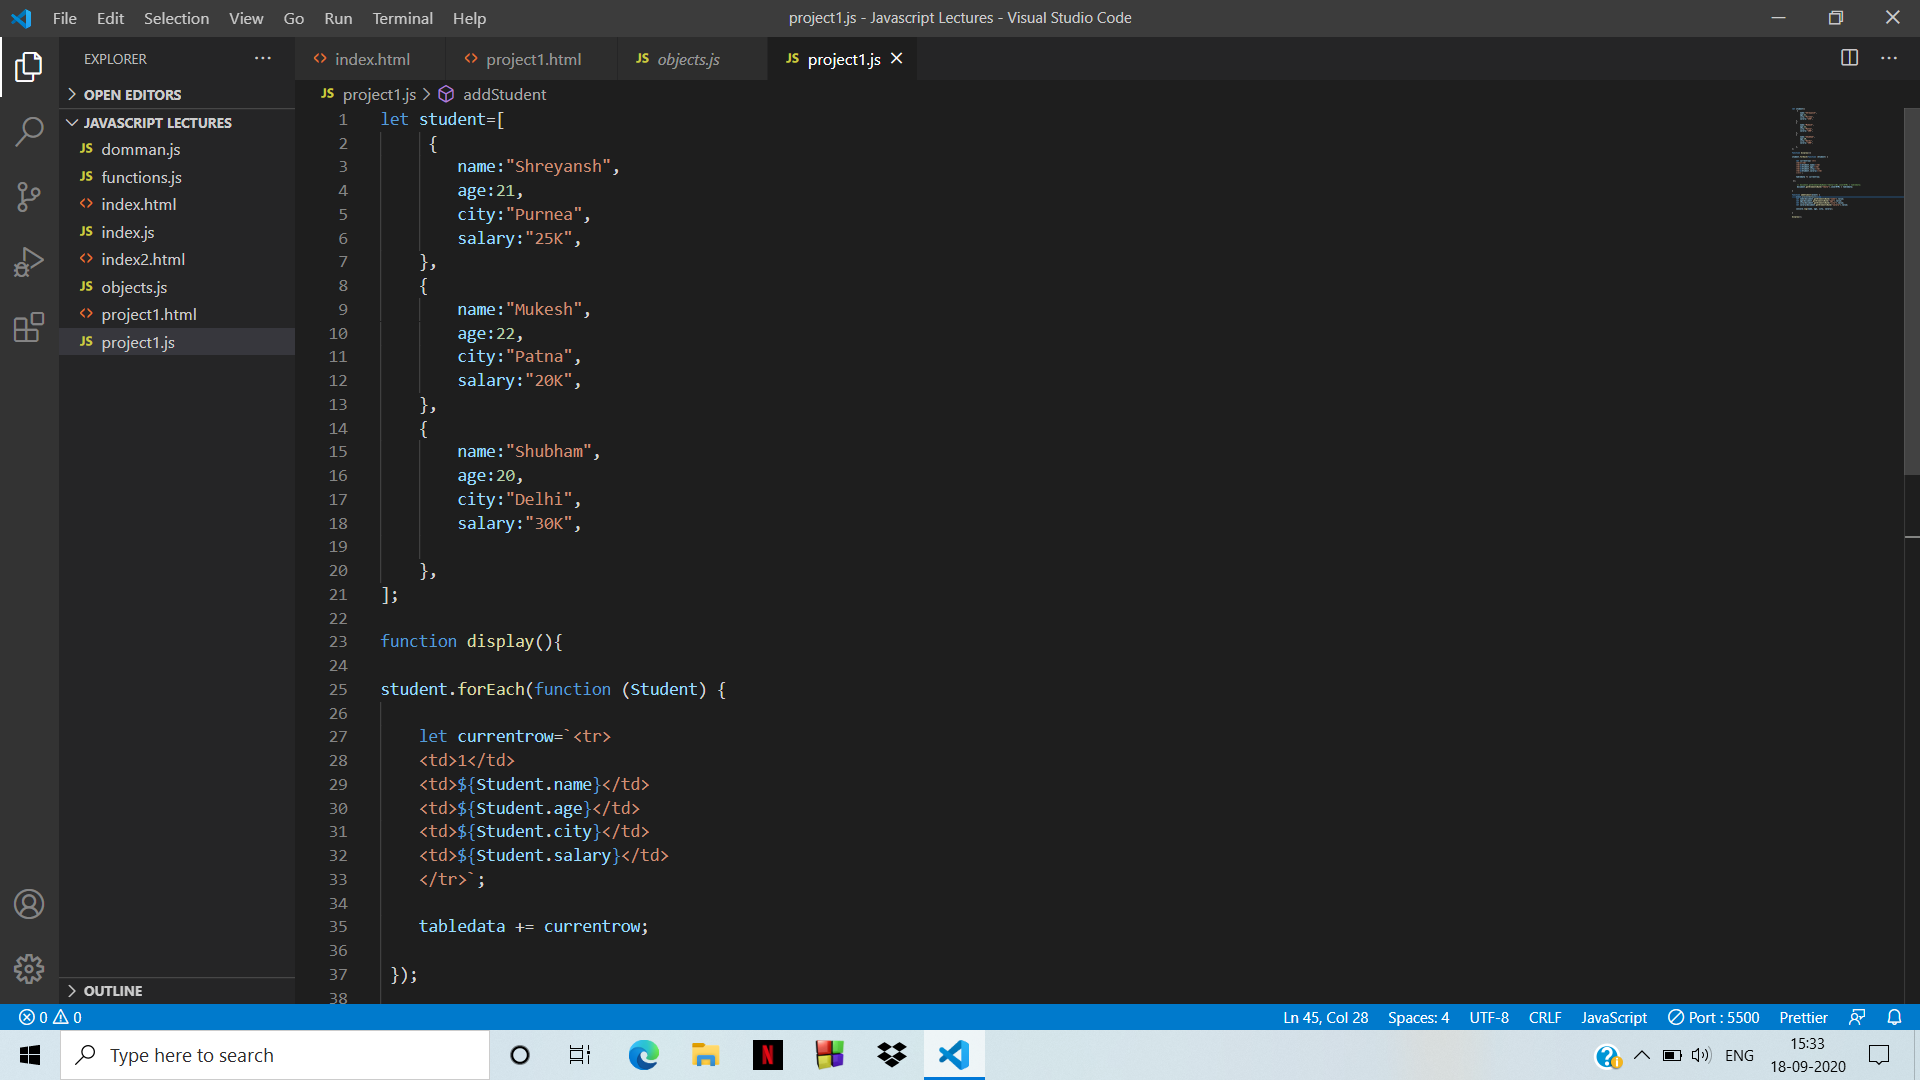 File Edit Selection View Go Run Terminal Help
project1.js - Javascript Lectures - Visual Studio Code
EXPLORER
index.html
project1.html
JS objects.js
JS project1.js
OPEN EDITORS
JS project1.js > addStudent
JAVASCRIPT LECTURES
JS domman.js
JS functions.js
index.html
JS index.js
index2.html
JS objects.js
project1.html
JS project1.js
OUTLINE
1 let student=[
2 {
3 name:"Shreyansh",
4 age:21,
5 city:"Purnea",
6 salary:"25K",
7 },
8 {
9 name:"Mukesh",
10 age:22,
11 city:"Patna",
12 salary:"20K",
13 },
14 {
15 name:"Shubham",
16 age:20,
17 city:"Delhi",
18 salary:"30K",
19
20 },
21 ];
22
23 function display(){
24
25 student.forEach(function (Student) {
26
27 let currentrow=`<tr>
28 <td>1</td>
29 <td>${Student.name}</td>
30 <td>${Student.age}</td>
31 <td>${Student.city}</td>
32 <td>${Student.salary}</td>
33 </tr>`;
34
35 tabledata += currentrow;
36
37 });
38
0 0
Ln 45, Col 28 Spaces: 4 UTF-8 CRLF JavaScript Port : 5500 Prettier
Type here to search
N
ENG
15:33
18-09-2020